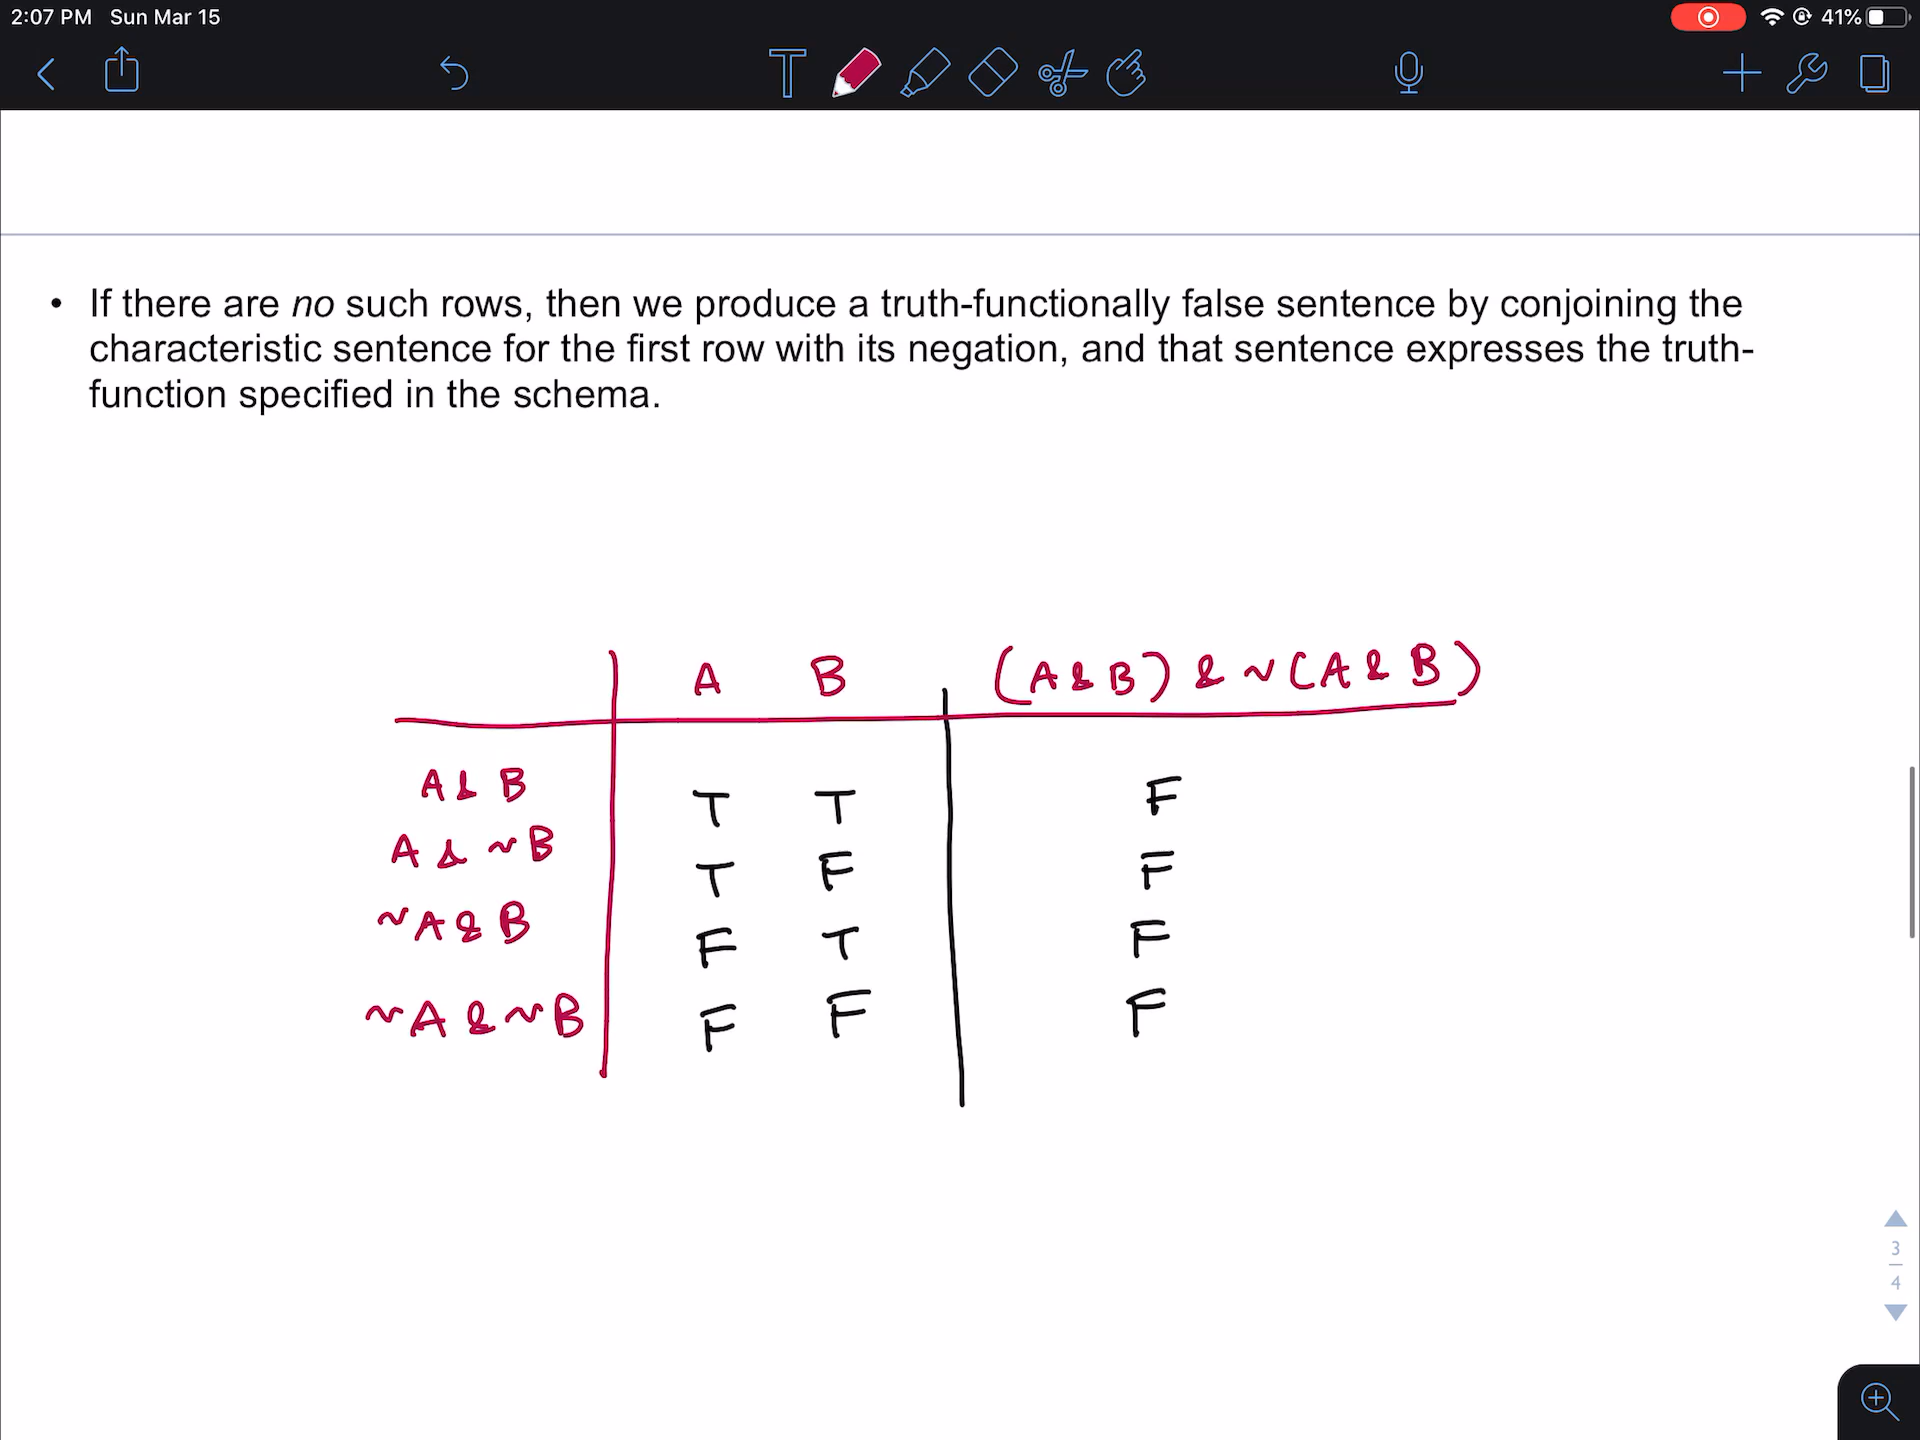 2:07 PM Sun Mar 15
41%
T
• If there are no such rows, then we produce a truth-functionally false sentence by conjoining the
characteristic sentence for the first row with its negation, and that sentence expresses the truth-
function specified in the schema.
A B (A & B) & ~(A & B)
A & B T T F
A & ~B T F F
~A & B F T F
~A & ~B F F F
3
4